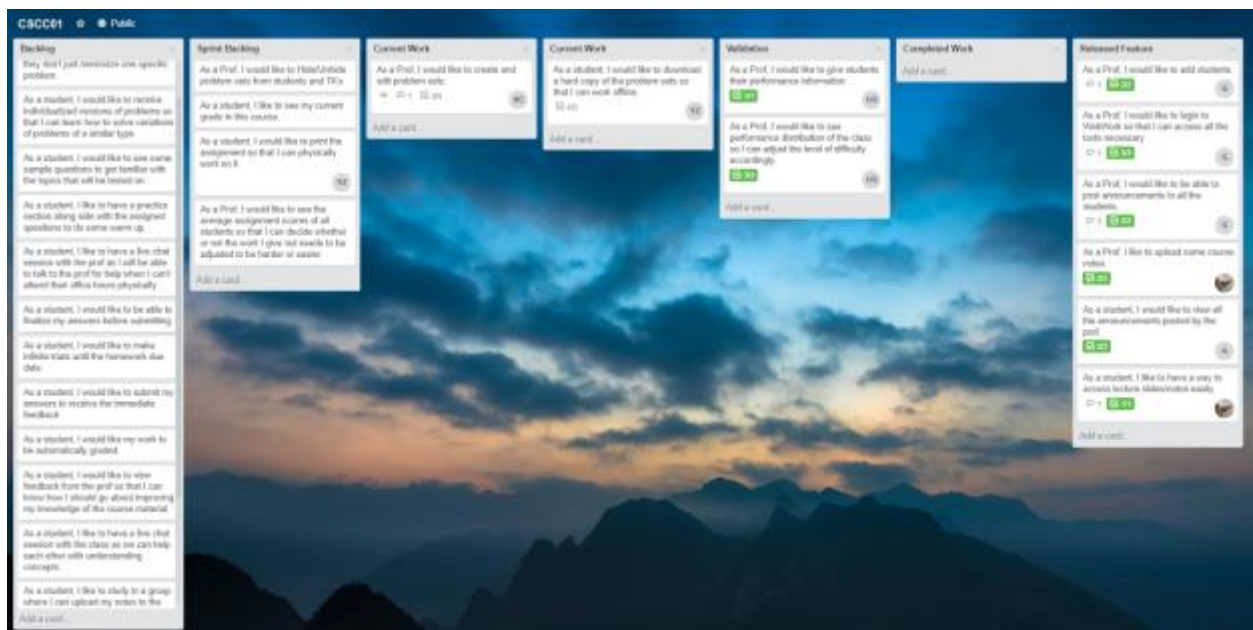 CSCC01 Public
Backlog
they don't just memorize one specific
problem.
As a student, I would like to receive
individualized versions of problems so
that I can learn how to solve variations
of problems of a similar type.
As a student, I would like to see some
sample questions to get familiar with
the topics that will be tested on.
As a student, I like to have a practice
section along side with the assigned
questions to do some warm up.
As a student, I like to have a live chat
session with the prof as I will be able
to talk to the prof for help when I can't
attend their office hours physically
As a student, I would like to be able to
finalize my answers before submitting
As a student, I would like to make
infinite trials until the homework due
date.
As a student, I would like to submit my
answers to receive the immediate
feedback
As a student, I would like my work to
be automatically graded
As a student, I would like to view
feedback from the prof so that I can
know how I should go about improving
my knowledge of the course material
As a student, I like to have a live chat
session with the class so we can help
each other with understanding
concepts.
As a student, I like to study in a group
where I can upload my notes to the
Add a card...
Sprint Backlog
As a Prof, I would like to Hide/Unhide
problem sets from students and TA's
As a student, I like to see my current
grade in this course.
As a student, I like to print the
assignment so that I can physically
work on it.
YZ
As a Prof, I would like to see the
average assignment scores of all
students so that I can decide whether
or not the work I give out needs to be
adjusted to be harder or easier.
Add a card...
Current Work
As a Prof, I would like to create and
edit problem sets.
1
Add a card...
Current Work
As a student, I would like to download
a hard copy of the problem sets so
that I can work offline.
YZ
Add a card...
Validation
As a Prof, I would like to give students
their performance information.
As a Prof, I would like to see
performance distribution of the class
so I can adjust the level of difficulty
accordingly.
Add a card...
Completed Work
Add a card...
Released Feature
As a Prof, I would like to add students.
1
As a Prof, I would like to login to
WebWork so that I can access all the
tools necessary
1
As a Prof, I would like to be able to
post announcements to all the
students.
1
As a Prof, I like to upload some course
notes.
As a student, I would like to view all
the announcements posted by the
prof
As a student, I like to have a way to
access lecture slides/notes easily
1
Add a card...